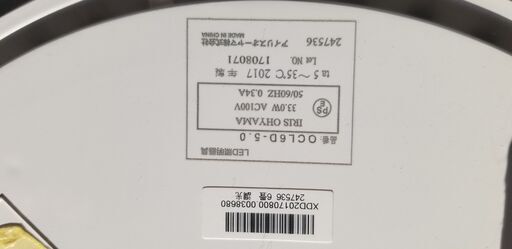 LED照明器具
品番 OCL6D-5.0
IRIS OHYAMA
33.0W AC100V
50/60HZ 0.34A
PS
E
ta 5~35℃ 2017 年製
Lot NO. 1708071
アイリスオーヤマ株式会社
MADE IN CHINA
247536
XDD20170800 0038680
247536 6畳 調光